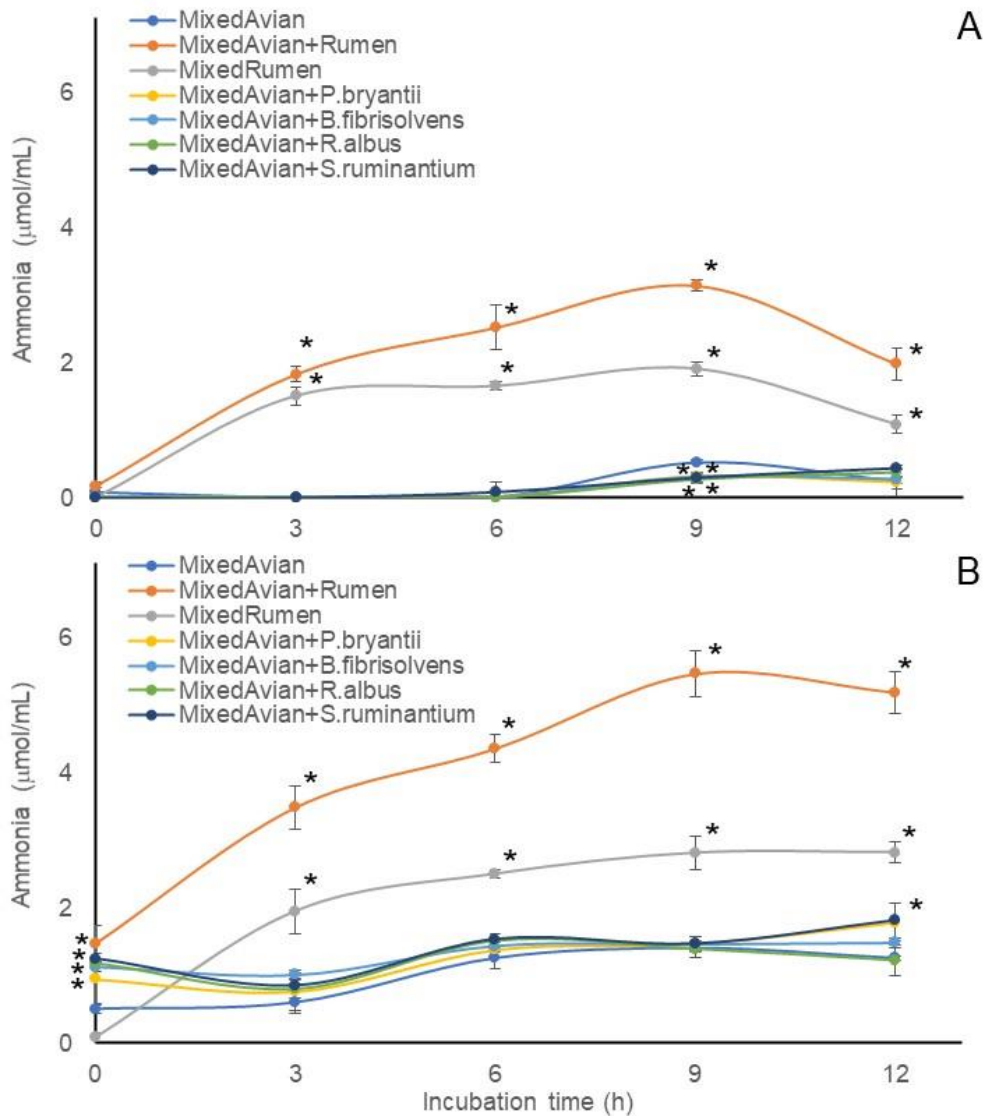 A
MixedAvian
MixedAvian+Rumen
MixedRumen
MixedAvian+P.bryantii
MixedAvian+B.fibrisolvens
MixedAvian+R.albus
MixedAvian+S.ruminantium
Ammonia (μmol/mL)
6
4
2
0
* * * *
* * * *
* *
* *
0 3 6 9 12
B
MixedAvian
MixedAvian+Rumen
MixedRumen
MixedAvian+P.bryantii
MixedAvian+B.fibrisolvens
MixedAvian+R.albus
MixedAvian+S.ruminantium
Ammonia (μmol/mL)
6
4
2
0
* * * *
* * * *
*
*
*
*
*
0 3 6 9 12
Incubation time (h)